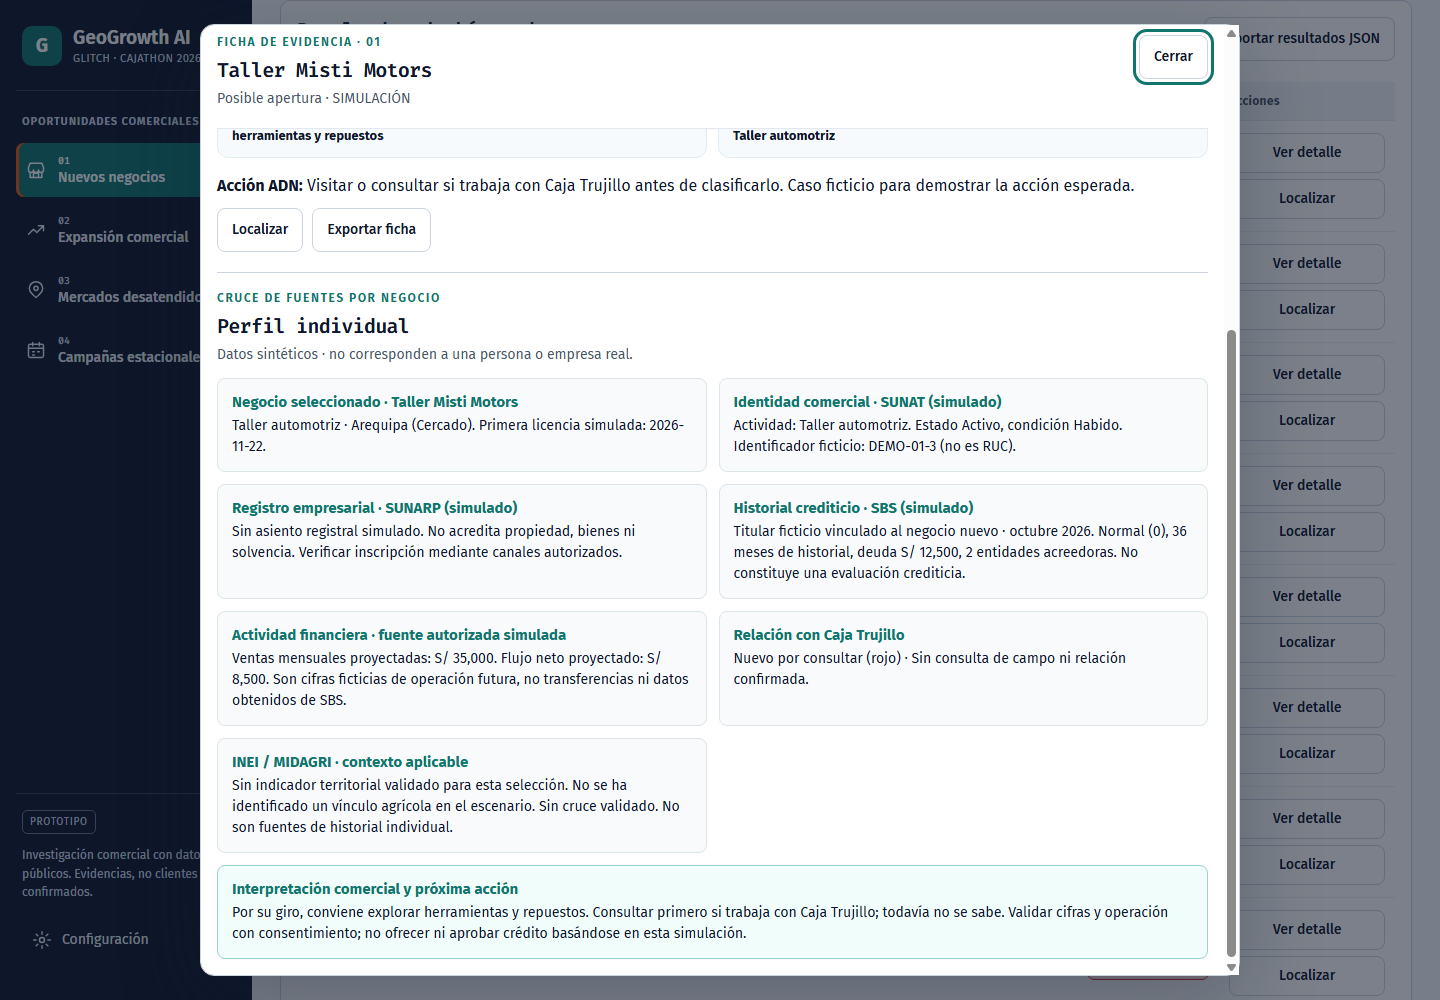 G
GeoGrowth AI
GLITCH · CAJATHON 2026
OPORTUNIDADES COMERCIALES
01
Nuevos negocios
02
Expansión comercial
03
Mercados desatendido
04
Campañas estacionale
PROTOTIPO
Investigación comercial con dato
públicos. Evidencias, no clientes
confirmados.
Configuración
FICHA DE EVIDENCIA · 01
Taller Misti Motors
Posible apertura · SIMULACIÓN
Cerrar
herramientas y repuestos
Taller automotriz
Acción ADN: Visitar o consultar si trabaja con Caja Trujillo antes de clasificarlo. Caso ficticio para demostrar la acción esperada.
Localizar
Exportar ficha
CRUCE DE FUENTES POR NEGOCIO
Perfil individual
Datos sintéticos · no corresponden a una persona o empresa real.
Negocio seleccionado · Taller Misti Motors
Taller automotriz · Arequipa (Cercado). Primera licencia simulada: 2026-
11-22.
Identidad comercial · SUNAT (simulado)
Actividad: Taller automotriz. Estado Activo, condición Habido.
Identificador ficticio: DEMO-01-3 (no es RUC).
Registro empresarial · SUNARP (simulado)
Sin asiento registral simulado. No acredita propiedad, bienes ni
solvencia. Verificar inscripción mediante canales autorizados.
Historial crediticio · SBS (simulado)
Titular ficticio vinculado al negocio nuevo · octubre 2026. Normal (0), 36
meses de historial, deuda S/ 12,500, 2 entidades acreedoras. No
constituye una evaluación crediticia.
Actividad financiera · fuente autorizada simulada
Ventas mensuales proyectadas: S/ 35,000. Flujo neto proyectado: S/
8,500. Son cifras ficticias de operación futura, no transferencias ni datos
obtenidos de SBS.
Relación con Caja Trujillo
Nuevo por consultar (rojo) · Sin consulta de campo ni relación
confirmada.
INEI / MIDAGRI · contexto aplicable
Sin indicador territorial validado para esta selección. No se ha
identificado un vínculo agrícola en el escenario. Sin cruce validado. No
son fuentes de historial individual.
Interpretación comercial y próxima acción
Por su giro, conviene explorar herramientas y repuestos. Consultar primero si trabaja con Caja Trujillo; todavía no se sabe. Validar cifras y operación
con consentimiento; no ofrecer ni aprobar crédito basándose en esta simulación.
portar resultados JSON
cciones
Ver detalle
Localizar
Ver detalle
Localizar
Ver detalle
Localizar
Ver detalle
Localizar
Ver detalle
Localizar
Ver detalle
Localizar
Ver detalle
Localizar
Ver detalle
Localizar